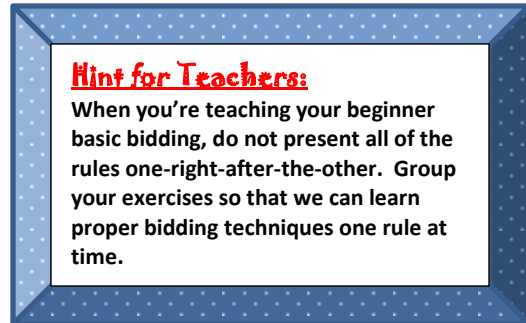 Hint for Teachers:
When you're teaching your beginner
basic bidding, do not present all of the
rules one-right-after-the-other.  Group
your exercises so that we can learn
proper bidding techniques one rule at
time.